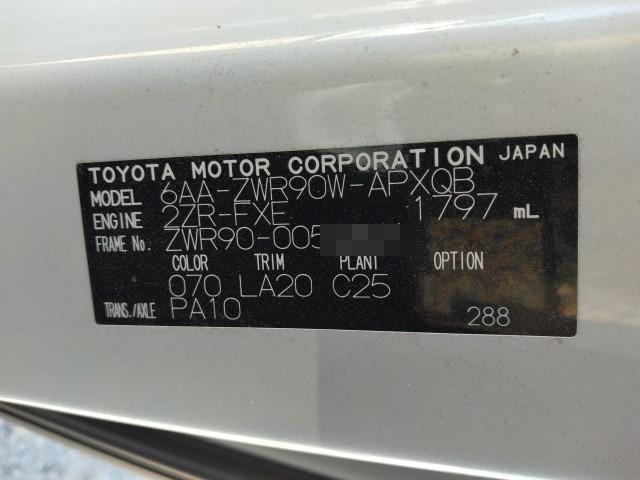 TOYOTA MOTOR CORPORATION JAPAN
MODEL 6AA-ZWR90W-APXQB
ENGINE 2ZR-FXE 1797 mL
FRAME No. ZWR90-005
COLOR TRIM PLANT OPTION
070 LA20 C25
TRANS./AXLE PA10 288